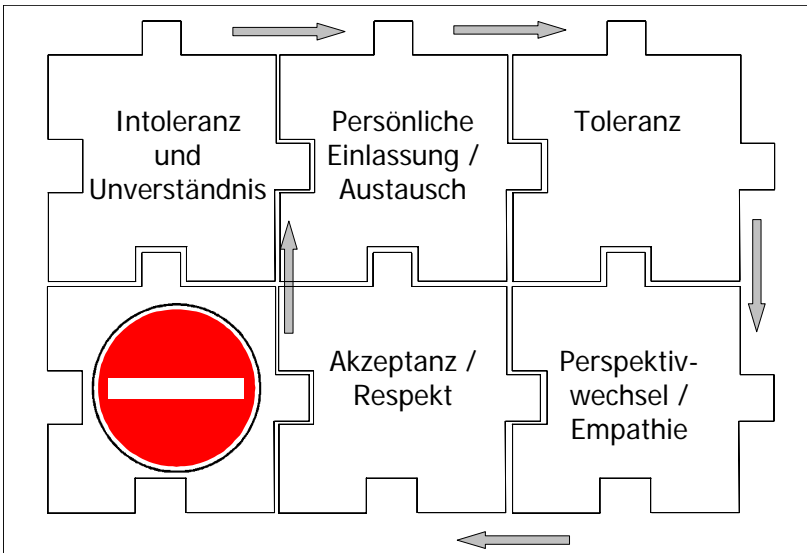 Intoleranz
und
Unverständnis
Persönliche
Einlassung /
Austausch
Toleranz
Akzeptanz /
Respekt
Perspektiv-
wechsel /
Empathie